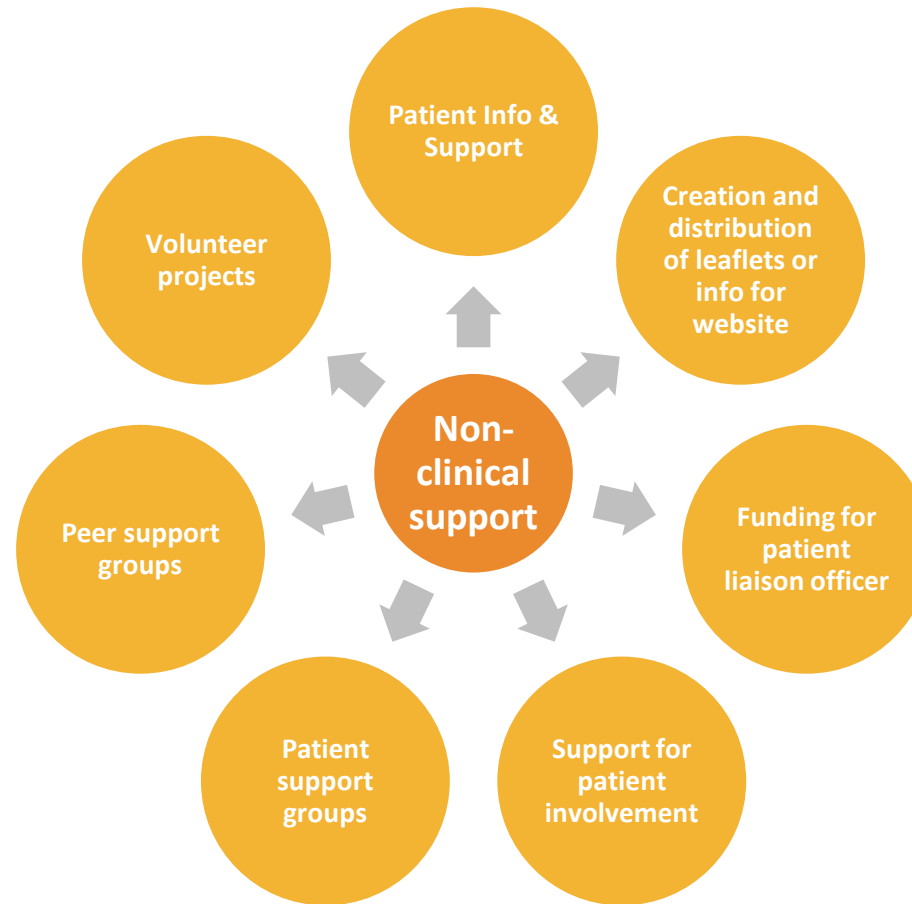 Patient Info &
Support
Creation and
distribution
of leaflets or
info for
website
Funding for
patient
liaison officer
Support for
patient
involvement
Patient
support
groups
Peer support
groups
Volunteer
projects
Non-
clinical
support